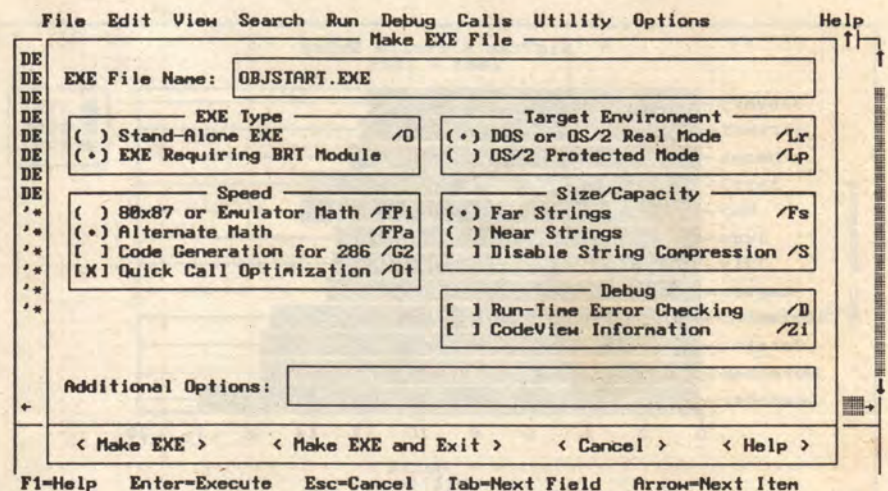 File Edit View Search Run Debug Calls Utility Options Help
Make EXE File
DE
DE EXE File Name: OBJSTART.EXE
DE
DE EXE Type Target Environment
DE ( ) Stand-Alone EXE /O (•) DOS or OS/2 Real Mode /Lr
DE (•) EXE Requiring BRT Module ( ) OS/2 Protected Mode /Lp
DE
DE Speed Size/Capacity
'* ( ) 80x87 or Emulator Math /FPi (•) Far Strings /Fs
'* (•) Alternate Math /FPa ( ) Near Strings
'* [ ] Code Generation for 286 /G2 [ ] Disable String Compression /S
'* [X] Quick Call Optimization /Ot
'* Debug
'* [ ] Run-Time Error Checking /D
[ ] CodeView Information /Zi
Additional Options:
< Make EXE > < Make EXE and Exit > < Cancel > < Help >
F1=Help Enter=Execute Esc=Cancel Tab=Next Field Arrow=Next Item